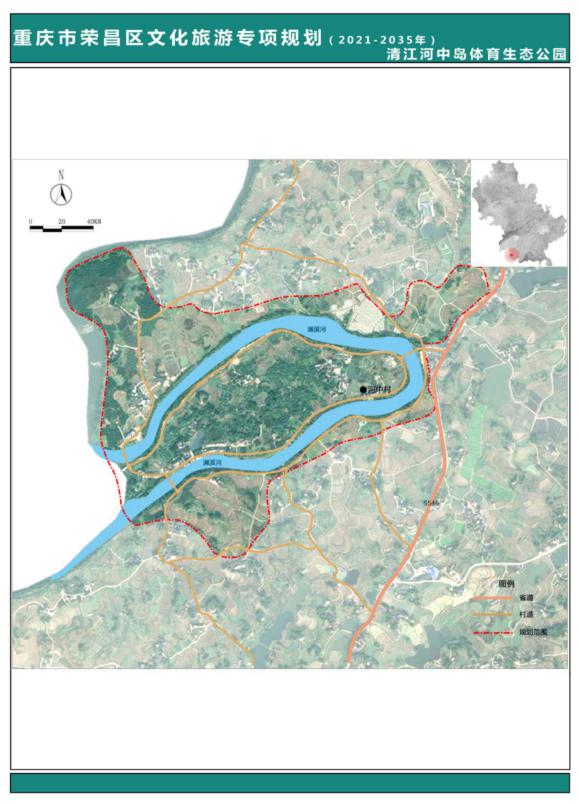 重庆市荣昌区文化旅游专项规划（2021-2035年）
清江河中岛体育生态公园
N
0 20 40KM
濑溪河
河中村
濑溪河
S546
图例
省道
村道
规划范围